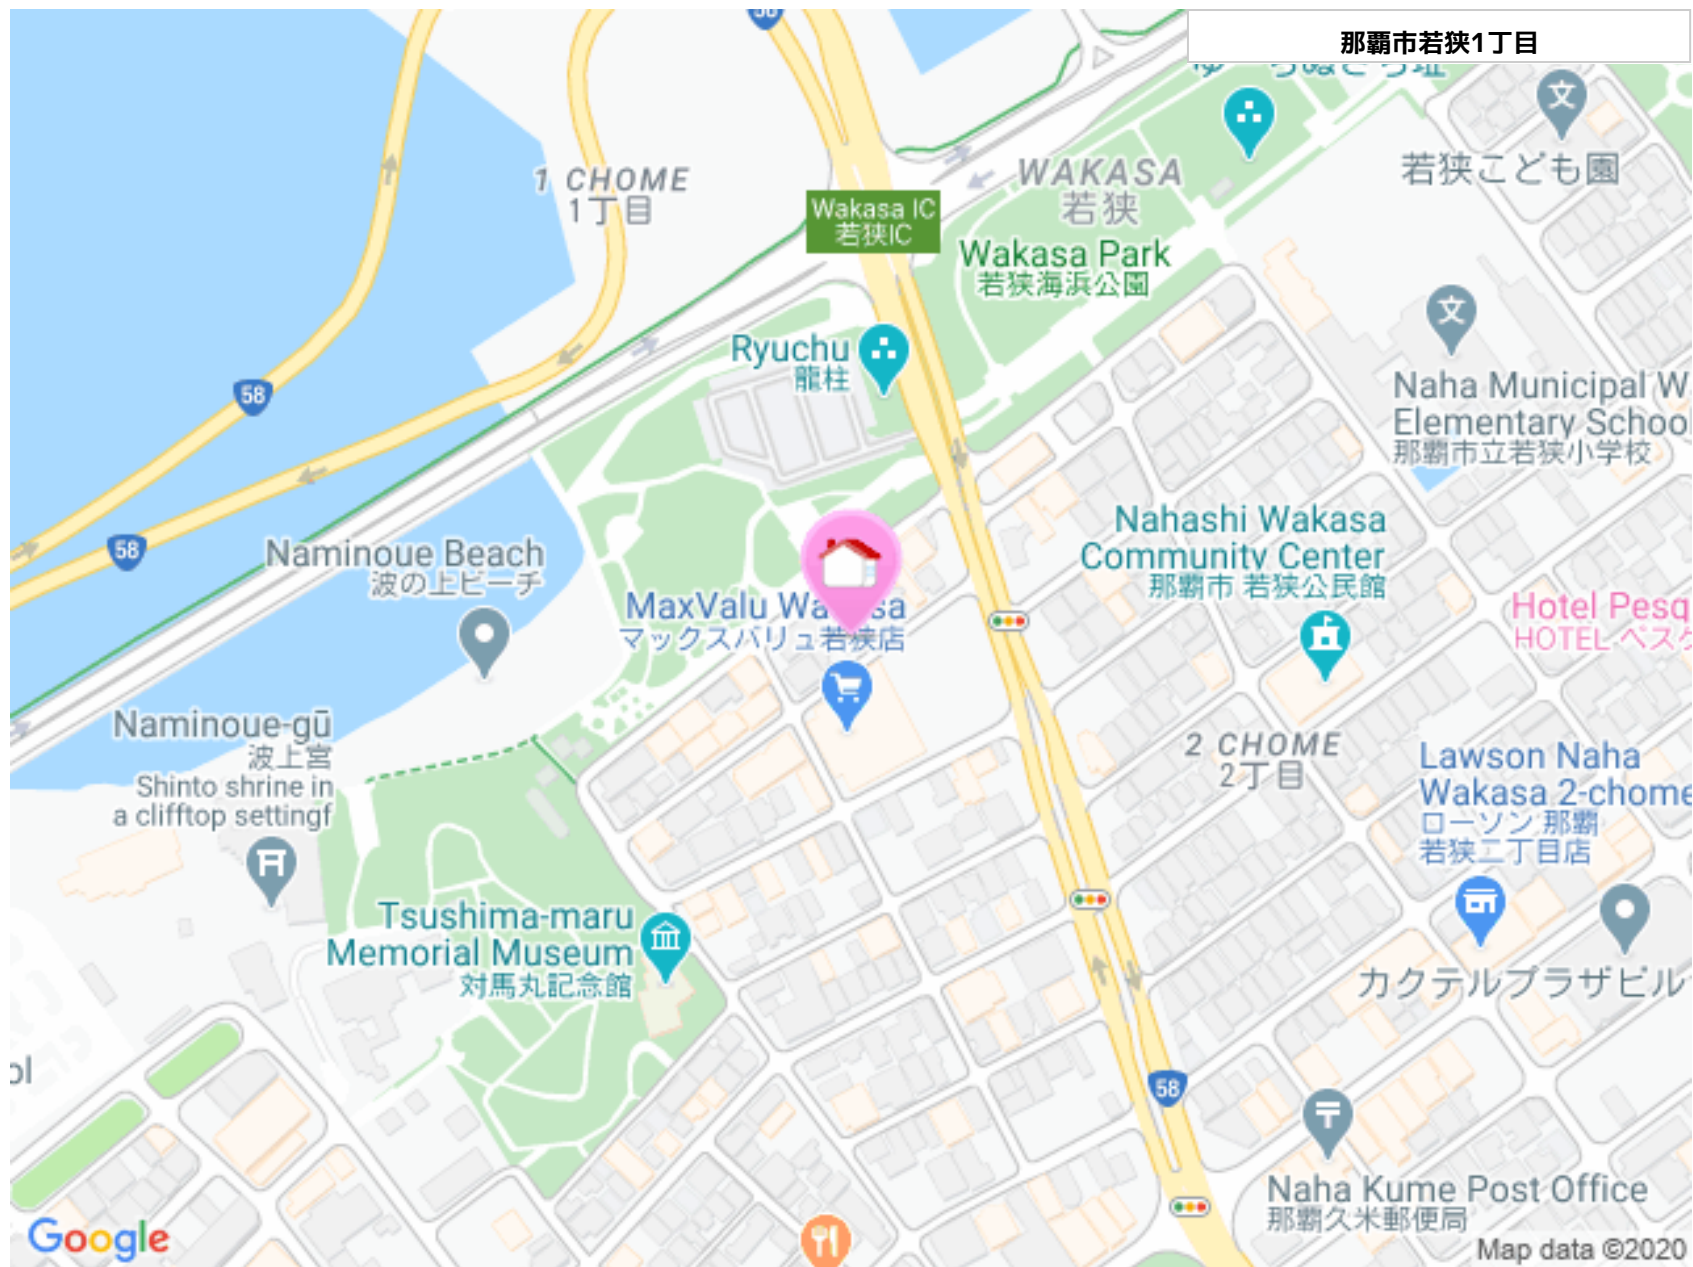 58
那覇市若狭1丁目
若狭こども園
1 CHOME
1丁目
WAKASA
若狭
Wakasa IC
若狭IC
Wakasa Park
若狭海浜公園
Ryuchu
龍柱
58
Naha Municipal W
Elementary School
那覇市立若狭小学校
58
Naminoue Beach
波の上ビーチ
Nahashi Wakasa
Community Center
那覇市 若狭公民館
MaxValu Wakasa
マックスバリュ若狭店
Hotel Pesq
HOTEL ペスケ
Naminoue-gū
波上宮
Shinto shrine in
a clifftop settingf
2 CHOME
2丁目
Lawson Naha
Wakasa 2-chome
ローソン 那覇
若狭二丁目店
Tsushima-maru
Memorial Museum
対馬丸記念館
カクテルプラザビル
ol
58
Naha Kume Post Office
那覇久米郵便局
Google
Map data ©2020